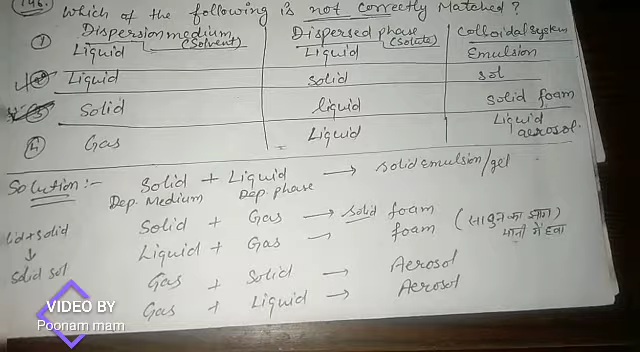 196. Which of the following is not correctly Matched?
Dispersion medium (Solvent) Dispersed phase (Solute) Colloidal system
1 Liquid Liquid Emulsion
2 Liquid solid sol
3 Solid liquid solid foam
4 Gas Liquid Liquid aerosol.
Solution:- Solid + Liquid → solid emulsion/gel
Dep. Medium Dep. phase
Solid + Gas → solid foam
Liquid + Gas → foam (साबुन का झाग) पानी में हवा
lid + solid
↓
solid sol
Gas + Solid → Aerosol
Gas + Liquid → Aerosol
VIDEO BY
Poonam mam